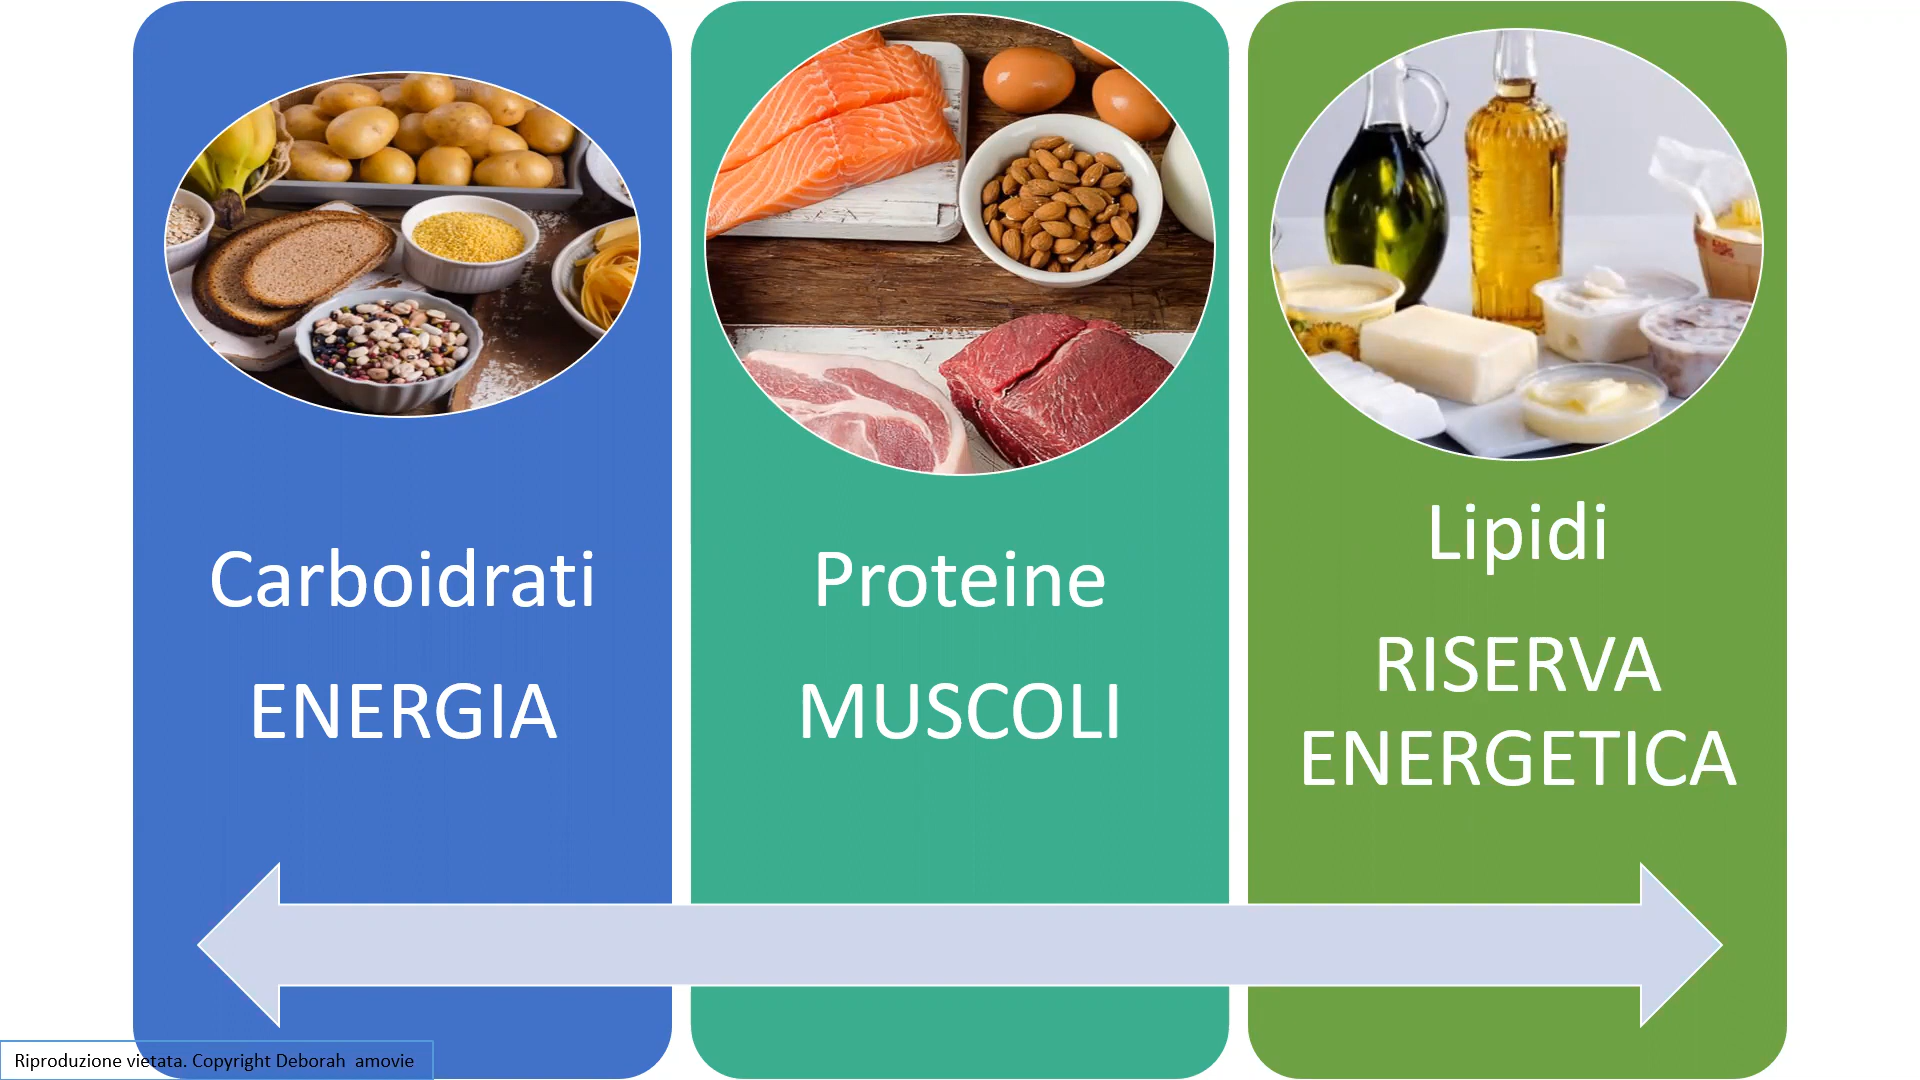 Carboidrati
ENERGIA
Proteine
MUSCOLI
Lipidi
RISERVA
ENERGETICA
Riproduzione vietata. Copyright Deborah amovie